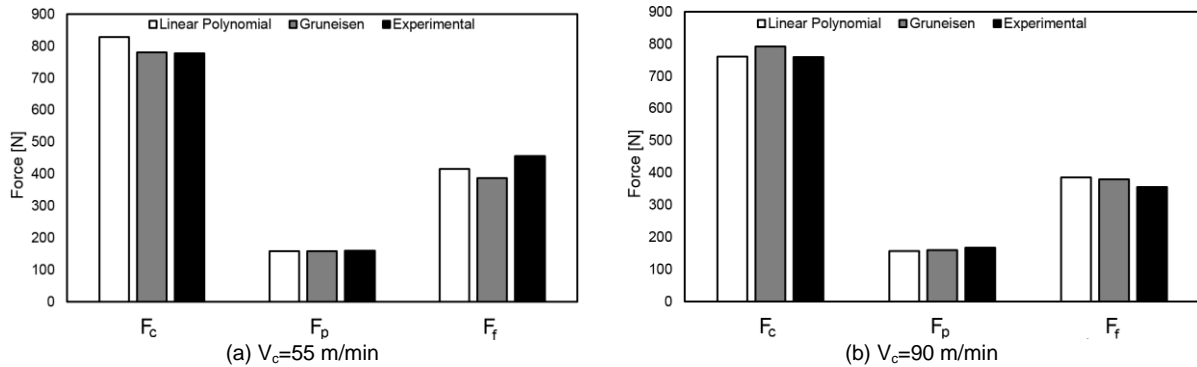 900
800
700
600
500
400
300
200
100
0
Force [N]
Linear Polynomial Gruneisen Experimental
Fc Fp Ff
(a) Vc=55 m/min
900
800
700
600
500
400
300
200
100
0
Force [N]
Linear Polynomial Gruneisen Experimental
Fc Fp Ff
(b) Vc=90 m/min